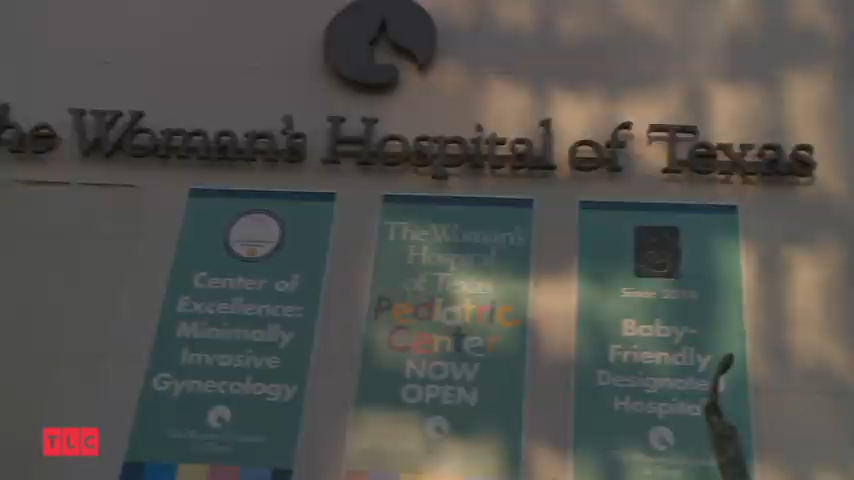 he Woman's Hospital of Texas
Center of
Excellence:
Minimally
Invasive
Gynecology
The Woman's
Hospital
of Texas
Pediatric
Center
NOW
OPEN
Since
Baby-
Friendly
Designated
Hospital
TLC